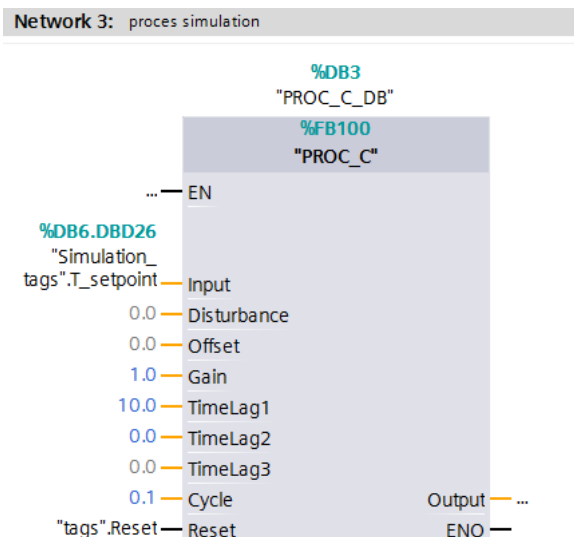 Network 3: proces simulation
%DB3
"PROC_C_DB"
%FB100
"PROC_C"
... EN
%DB6.DBD26
"Simulation_
tags".T_setpoint Input
0.0 Disturbance
0.0 Offset
1.0 Gain
10.0 TimeLag1
0.0 TimeLag2
0.0 TimeLag3
0.1 Cycle Output ...
"tags".Reset Reset ENO